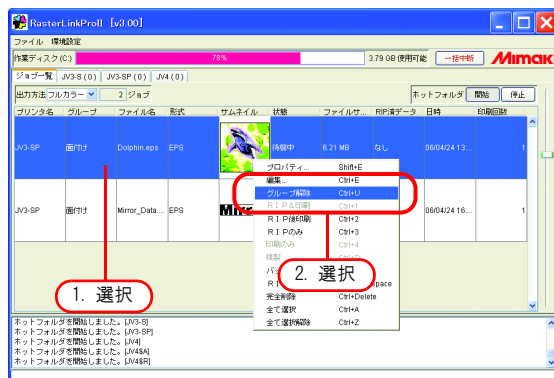 RasterLinkProII [v3.00]
ファイル 環境設定
作業ディスク(C:) 78% 3.79 GB 使用可能 一括中断 Mimaki
ジョブ一覧 JV3-S ( 0 ) JV3-SP ( 0 ) JV4 ( 0 )
出力方法 フルカラー 2 ジョブ ホットフォルダ 開始 停止
プリンタ名 グループ ファイル名 形式 サムネイル 状態 ファイルサ... RIP済データ 日時 印刷回数
JV3-SP 面付け Dolphin.eps EPS 待機中 6.21 MB なし 06/04/24 13:... 1
JV3-SP 面付け Mirror_Data... EPS 06/04/24 16:... 1
プロパティ... Shift+E
編集... Ctrl+E
グループ解除 Ctrl+U
ＲＩＰ&印刷 Ctrl+1
ＲＩＰ後印刷 Ctrl+2
ＲＩＰのみ Ctrl+3
印刷のみ Ctrl+4
複製
完全削除 Ctrl+Delete
全て選択 Ctrl+A
全て選択解除 Ctrl+Z
1. 選択
2. 選択
ホットフォルダを開始しました。[JV3-S]
ホットフォルダを開始しました。[JV3-SP]
ホットフォルダを開始しました。[JV4]
ホットフォルダを開始しました。[JV4$A]
ホットフォルダを開始しました。[JV4$R]